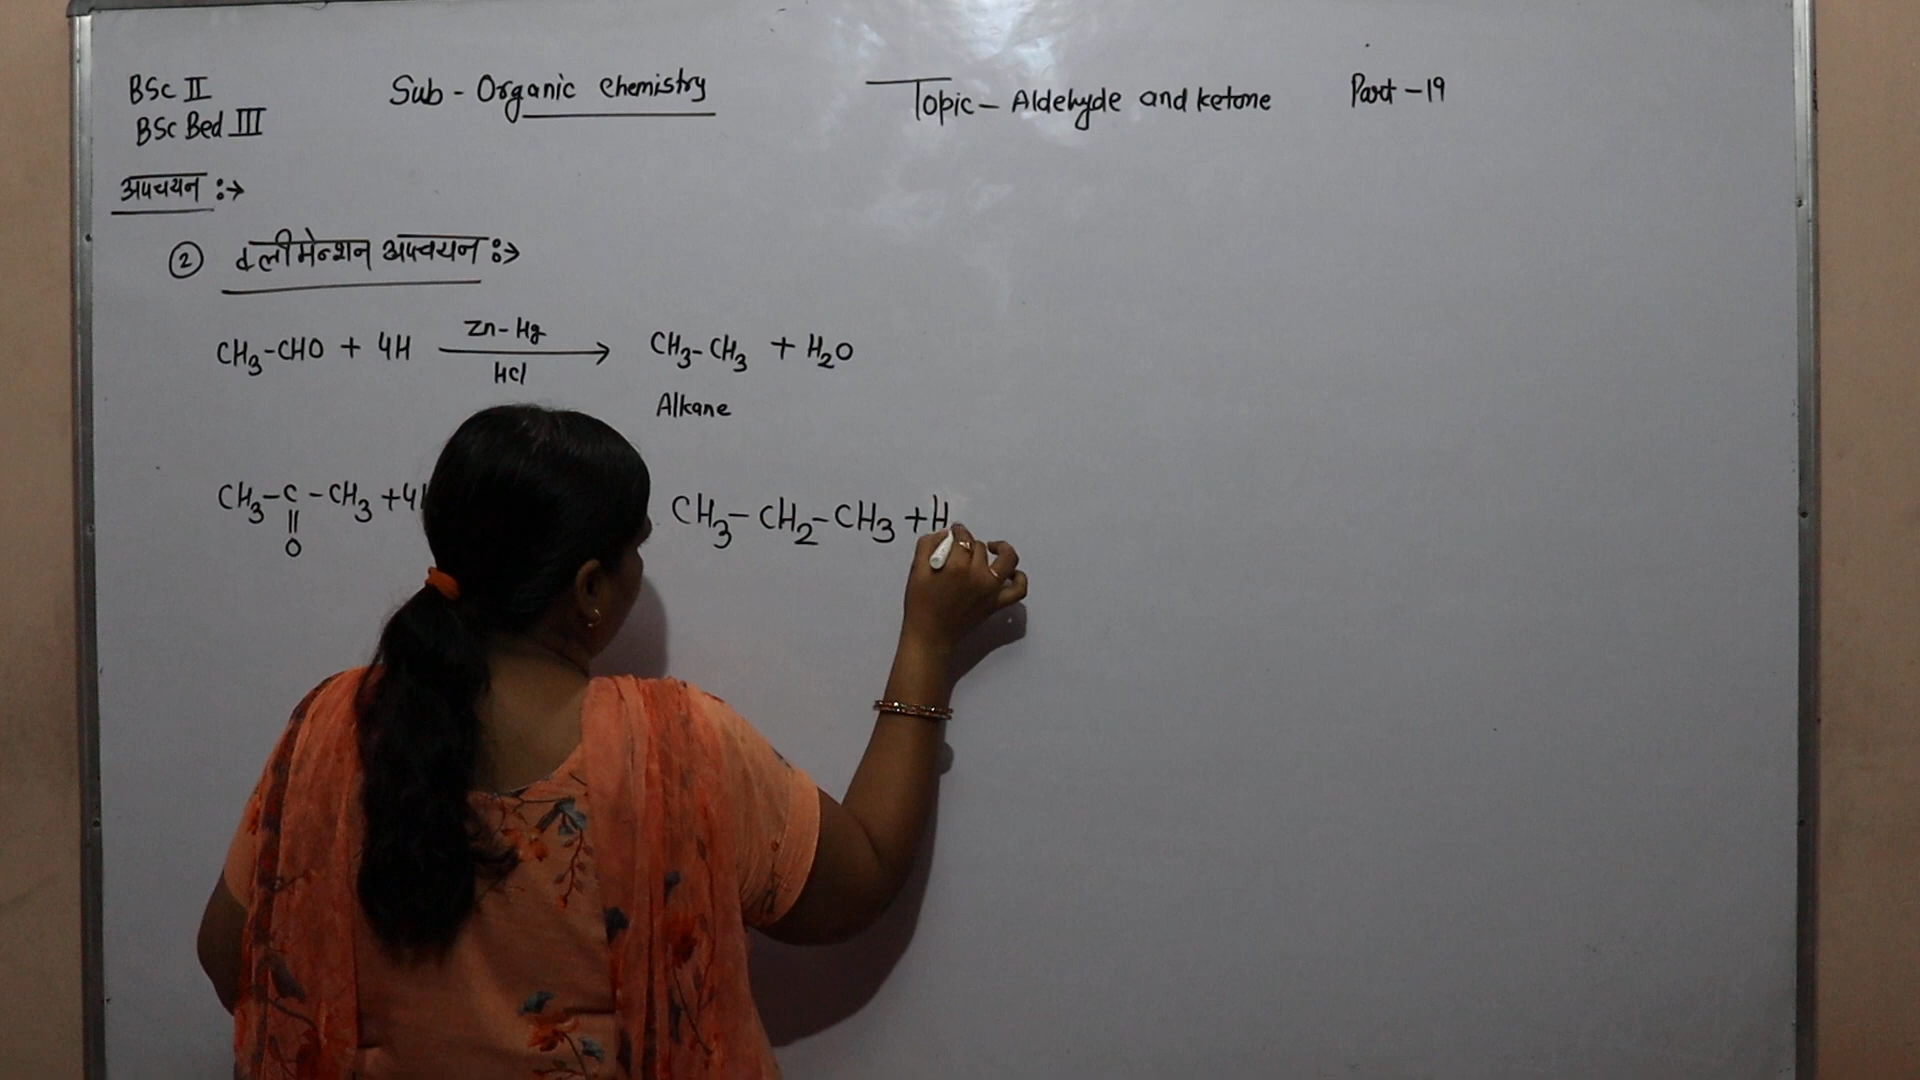 BSc II
BSc Bed III
Sub - Organic chemistry
Topic - Aldehyde and ketone
Part - 19
अपचयन :→
② क्लीमेन्शन अपचयन :→
CH₃-CHO + 4H Zn-Hg HCl → CH₃-CH₃ + H₂O
Alkane
CH₃-C-CH₃ + 4H CH₃-CH₂-CH₃ + H
||
O